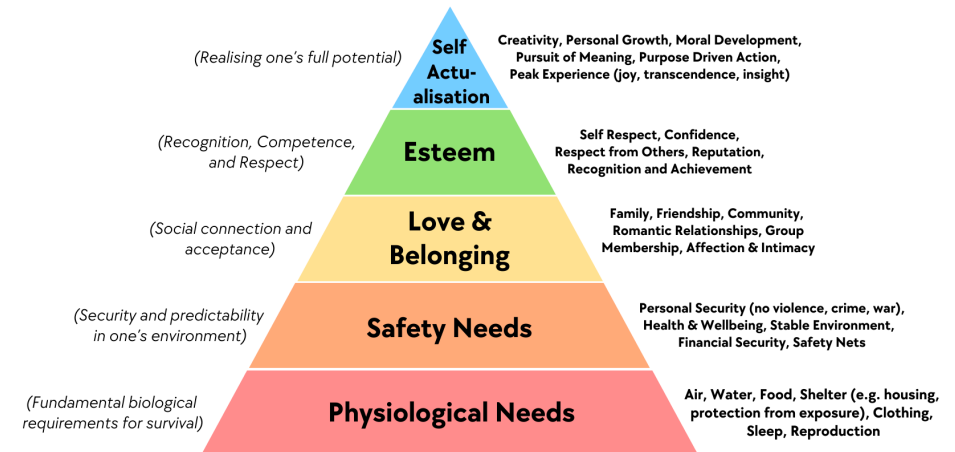 (Realising one's full potential)
Self
Actu-
alisation
Creativity, Personal Growth, Moral Development,
Pursuit of Meaning, Purpose Driven Action,
Peak Experience (joy, transcendence, insight)
(Recognition, Competence,
and Respect)
Esteem
Self Respect, Confidence,
Respect from Others, Reputation,
Recognition and Achievement
(Social connection and
acceptance)
Love &
Belonging
Family, Friendship, Community,
Romantic Relationships, Group
Membership, Affection & Intimacy
(Security and predictability
in one's environment)
Safety Needs
Personal Security (no violence, crime, war),
Health & Wellbeing, Stable Environment,
Financial Security, Safety Nets
(Fundamental biological
requirements for survival)
Physiological Needs
Air, Water, Food, Shelter (e.g. housing,
protection from exposure), Clothing,
Sleep, Reproduction